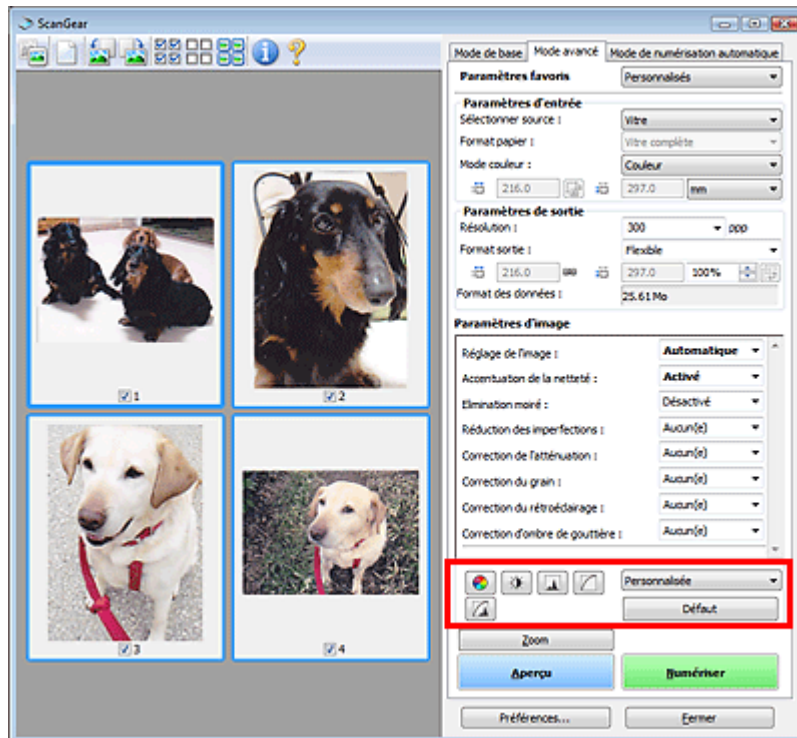 ScanGear
Mode de base Mode avancé Mode de numérisation automatique
Paramètres favoris Personnalisés
Paramètres d'entrée
Sélectionner source : Vitre
Format papier : Vitre complète
Mode couleur : Couleur
216.0 297.0 mm
Paramètres de sortie
Résolution : 300 ppp
Format sortie : Flexible
216.0 297.0 100%
Format des données : 25.61Mo
Paramètres d'image
Réglage de l'image : Automatique
Accentuation de la netteté : Activé
Elimination moiré : Désactivé
Réduction des imperfections : Aucun(e)
Correction de l'atténuation : Aucun(e)
Correction du grain : Aucun(e)
Correction du rétroéclairage : Aucun(e)
Correction d'ombre de gouttière : Aucun(e)
1
2
3
4
Personnalisée
Défaut
Zoom
Aperçu Numériser
Préférences... Fermer